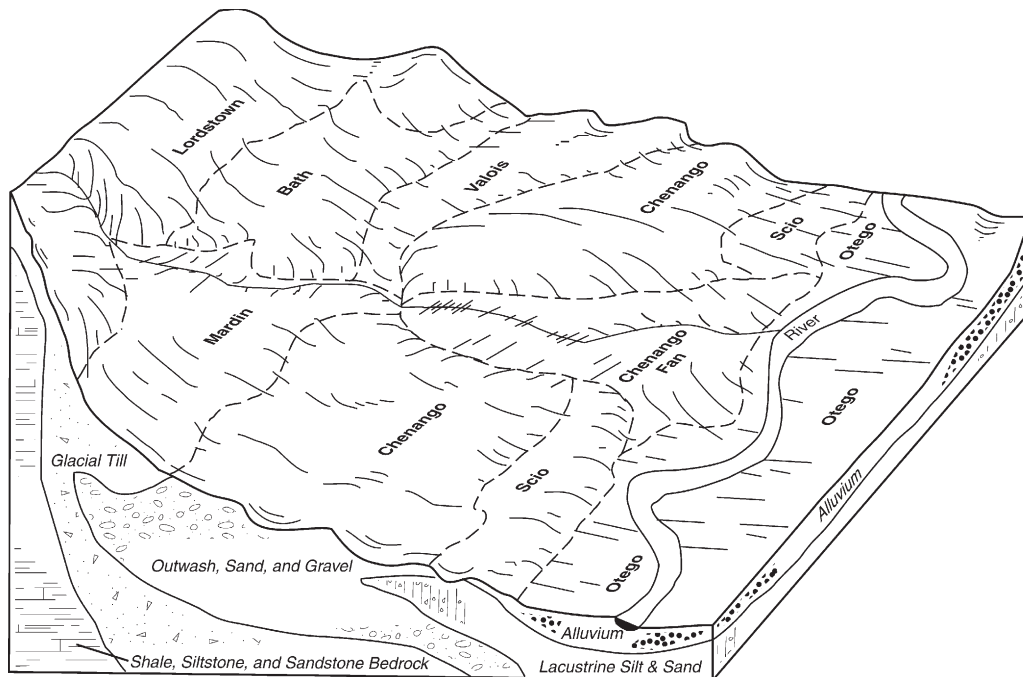 Lordstown
Bath
Valois
Chenango
Scio
Otego
Mardin
River
Chenango
Fan
Otego
Chenango
Glacial Till
Scio
Alluvium
Outwash, Sand, and Gravel
Otego
Alluvium
Shale, Siltstone, and Sandstone Bedrock
Lacustrine Silt & Sand